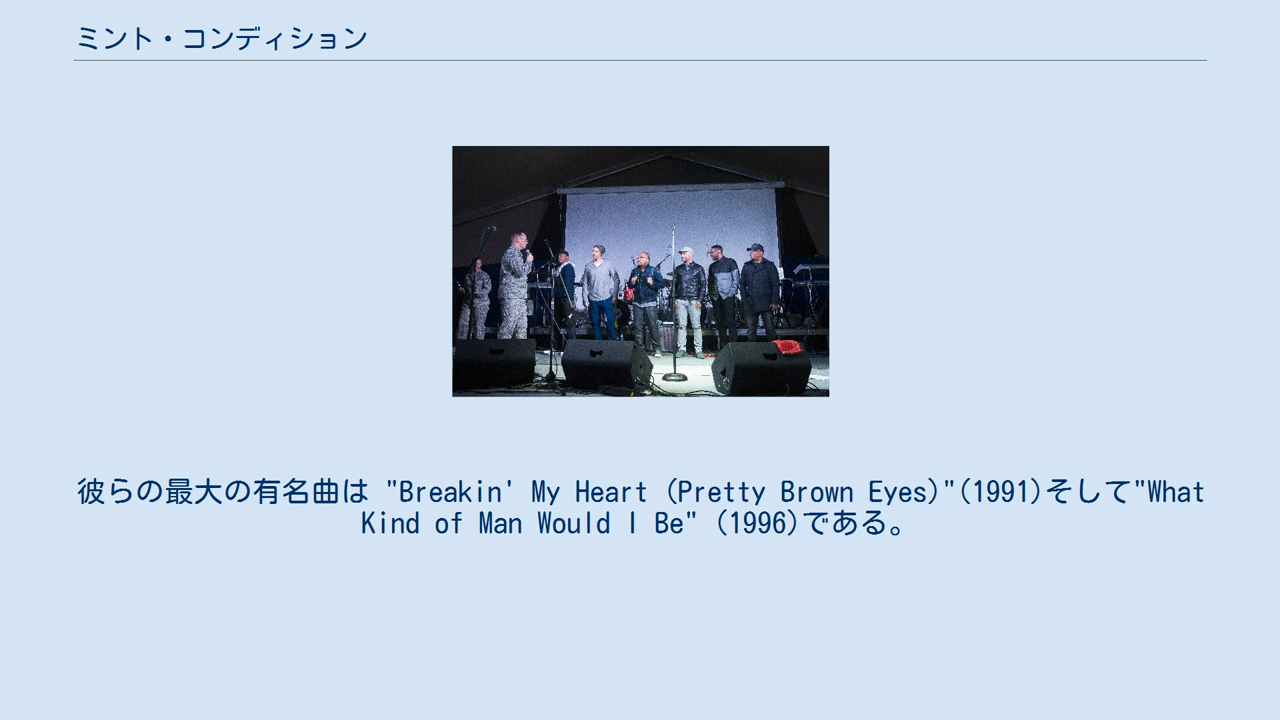 ミント・コンディション
彼らの最大の有名曲は "Breakin' My Heart (Pretty Brown Eyes)"(1991)そして"What
Kind of Man Would I Be" (1996)である。